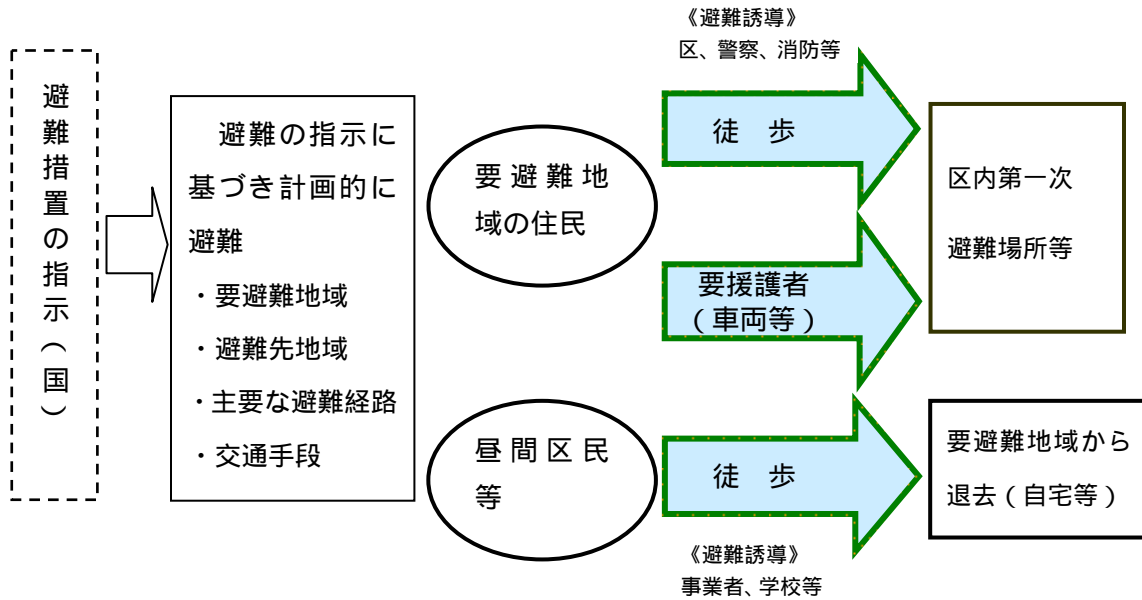 避難措置の指示（国）
避難の指示に
基づき計画的に
避難
・要避難地域
・避難先地域
・主要な避難経路
・交通手段
要避難地
域の住民
昼間区民
等
《避難誘導》
区、警察、消防等
徒 歩
要援護者
（車両等）
徒 歩
《避難誘導》
事業者、学校等
区内第一次
避難場所等
要避難地域から
退去（自宅等）